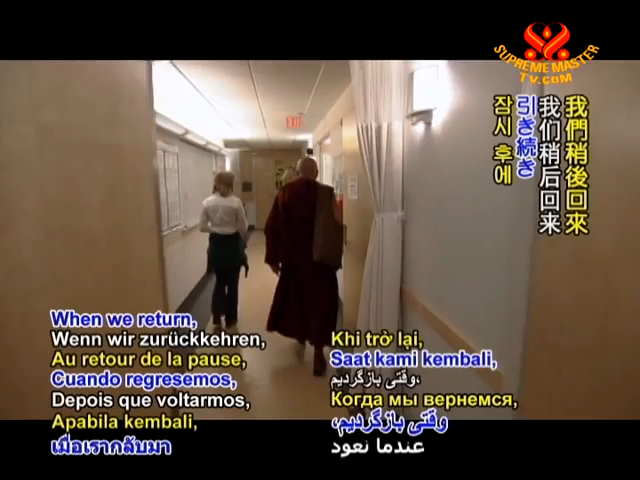 SUPREME MASTER
TV.COM
我們稍後回來
我们稍后回来
引き続き
잠시 후에
EXIT
When we return,
Wenn wir zurückkehren,
Au retour de la pause,
Cuando regresemos,
Depois que voltarmos,
Apabila kembali,
เมื่อเรากลับมา
Khi trở lại,
Saat kami kembali,
وقتی بازگردیم،
Когда мы вернемся,
وقتی بازگردیم،
عندما نعود